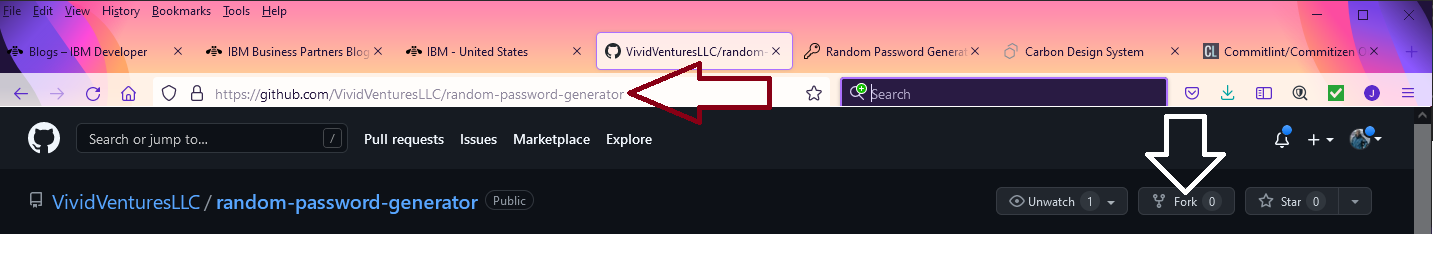 File Edit View History Bookmarks Tools Help
Blogs – IBM Developer IBM Business Partners Blog IBM - United States VividVenturesLLC/random- Random Password Genera Carbon Design System CL Commitlint/Commitizen
https://github.com/VividVenturesLLC/random-password-generator Search J
Search or jump to... / Pull requests Issues Marketplace Explore
VividVenturesLLC / random-password-generator Public Unwatch 1 Fork 0 Star 0